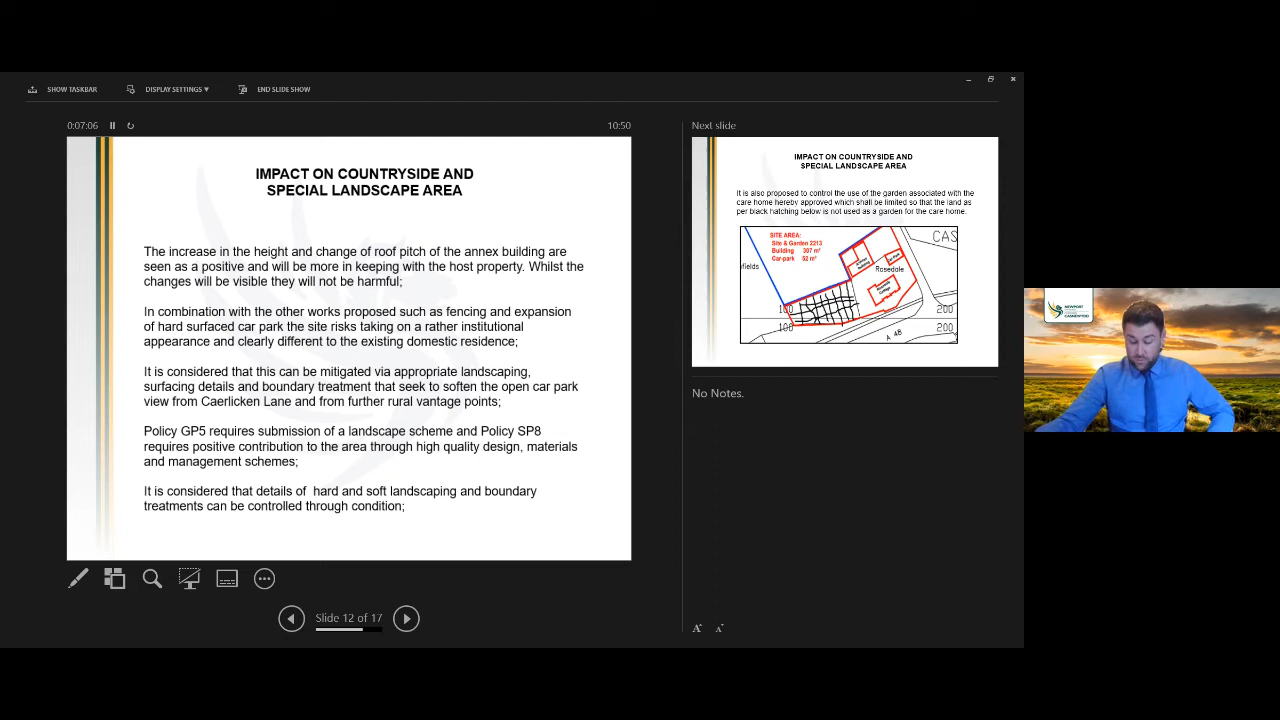 SHOW TASKBAR
DISPLAY SETTINGS ▾
END SLIDE SHOW
0:07:06
10:50
IMPACT ON COUNTRYSIDE AND
SPECIAL LANDSCAPE AREA
The increase in the height and change of roof pitch of the annex building are
seen as a positive and will be more in keeping with the host property. Whilst the
changes will be visible they will not be harmful;
In combination with the other works proposed such as fencing and expansion
of hard surfaced car park the site risks taking on a rather institutional
appearance and clearly different to the existing domestic residence;
It is considered that this can be mitigated via appropriate landscaping,
surfacing details and boundary treatment that seek to soften the open car park
view from Caerlicken Lane and from further rural vantage points;
Policy GP5 requires submission of a landscape scheme and Policy SP8
requires positive contribution to the area through high quality design, materials
and management schemes;
It is considered that details of  hard and soft landscaping and boundary
treatments can be controlled through condition;
Slide 12 of 17
Next slide
IMPACT ON COUNTRYSIDE AND
SPECIAL LANDSCAPE AREA
It is also proposed to control the use of the garden associated with the
care home hereby approved which shall be limited so that the land as
per black hatching below is not used as a garden for the care home.
SITE AREA:
Site & Garden 2213
Building 307 m²
Car-park 52 m²
CAS
fields
Rosedale
Car Park
100
100
200
200
A 48
No Notes.
A
A
NEWPORT
CASNEWYDD